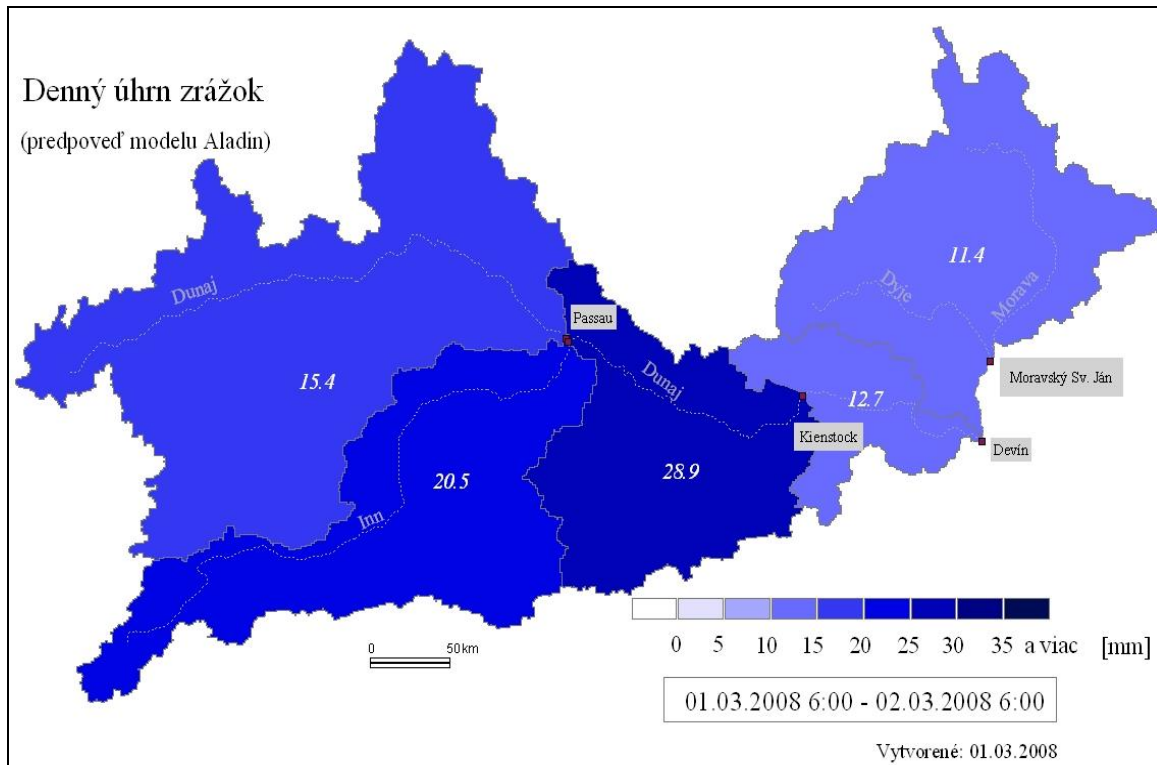 Denný úhrn zrážok
(predpoveď modelu Aladin)
Dunaj
Passau
15.4
20.5
Inn
Dunaj
28.9
Kienstock
12.7
11.4
Dyje
Morava
Moravský Sv. Ján
Devín
0 50km
0 5 10 15 20 25 30 35 a viac [mm]
01.03.2008 6:00 - 02.03.2008 6:00
Vytvorené: 01.03.2008